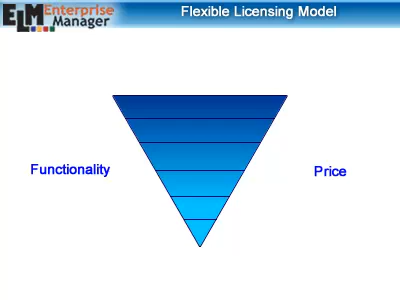 ELM Enterprise
Manager
Flexible Licensing Model
Functionality
Price